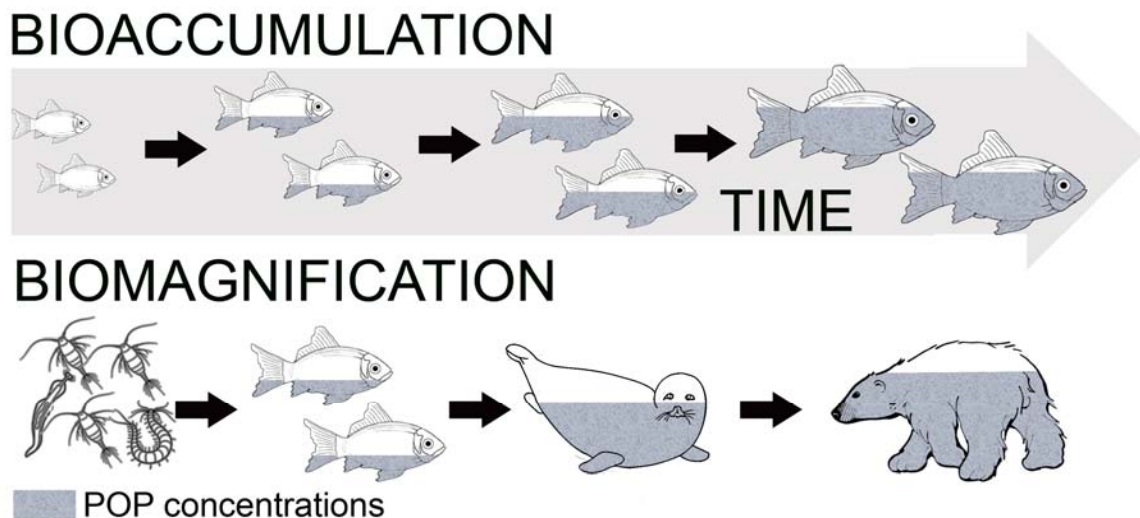 BIOACCUMULATION
TIME
BIOMAGNIFICATION
POP concentrations